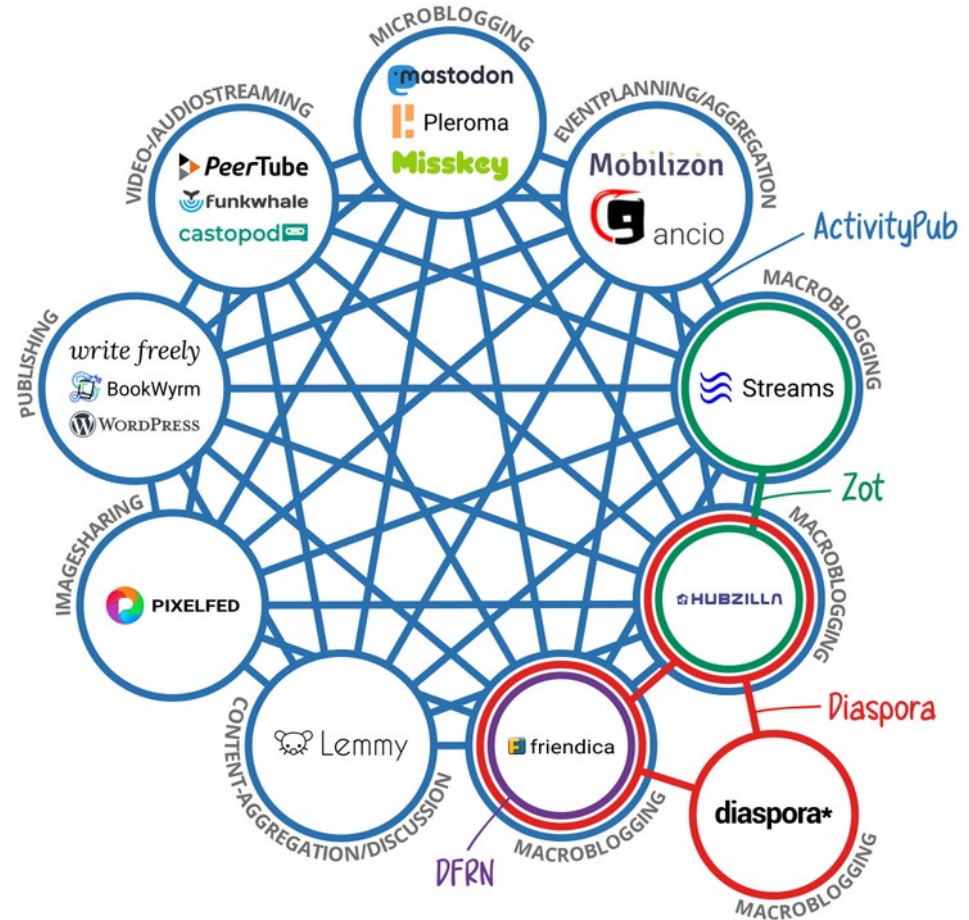 MICROBLOGGING
mastodon
Pleroma
Misskey
EVENTPLANNING/AGGREGATION
Mobilizon
gancio
ActivityPub
VIDEO-/AUDIOSTREAMING
PeerTube
funkwhale
castopod
MACROBLOGGING
Streams
Zot
PUBLISHING
write freely
BookWyrm
WORDPRESS
MACROBLOGGING
HUBZILLA
IMAGESHARING
PIXELFED
Diaspora
CONTENT-AGGREGATION/DISCUSSION
Lemmy
friendica
MACROBLOGGING
DFRN
diaspora*
MACROBLOGGING